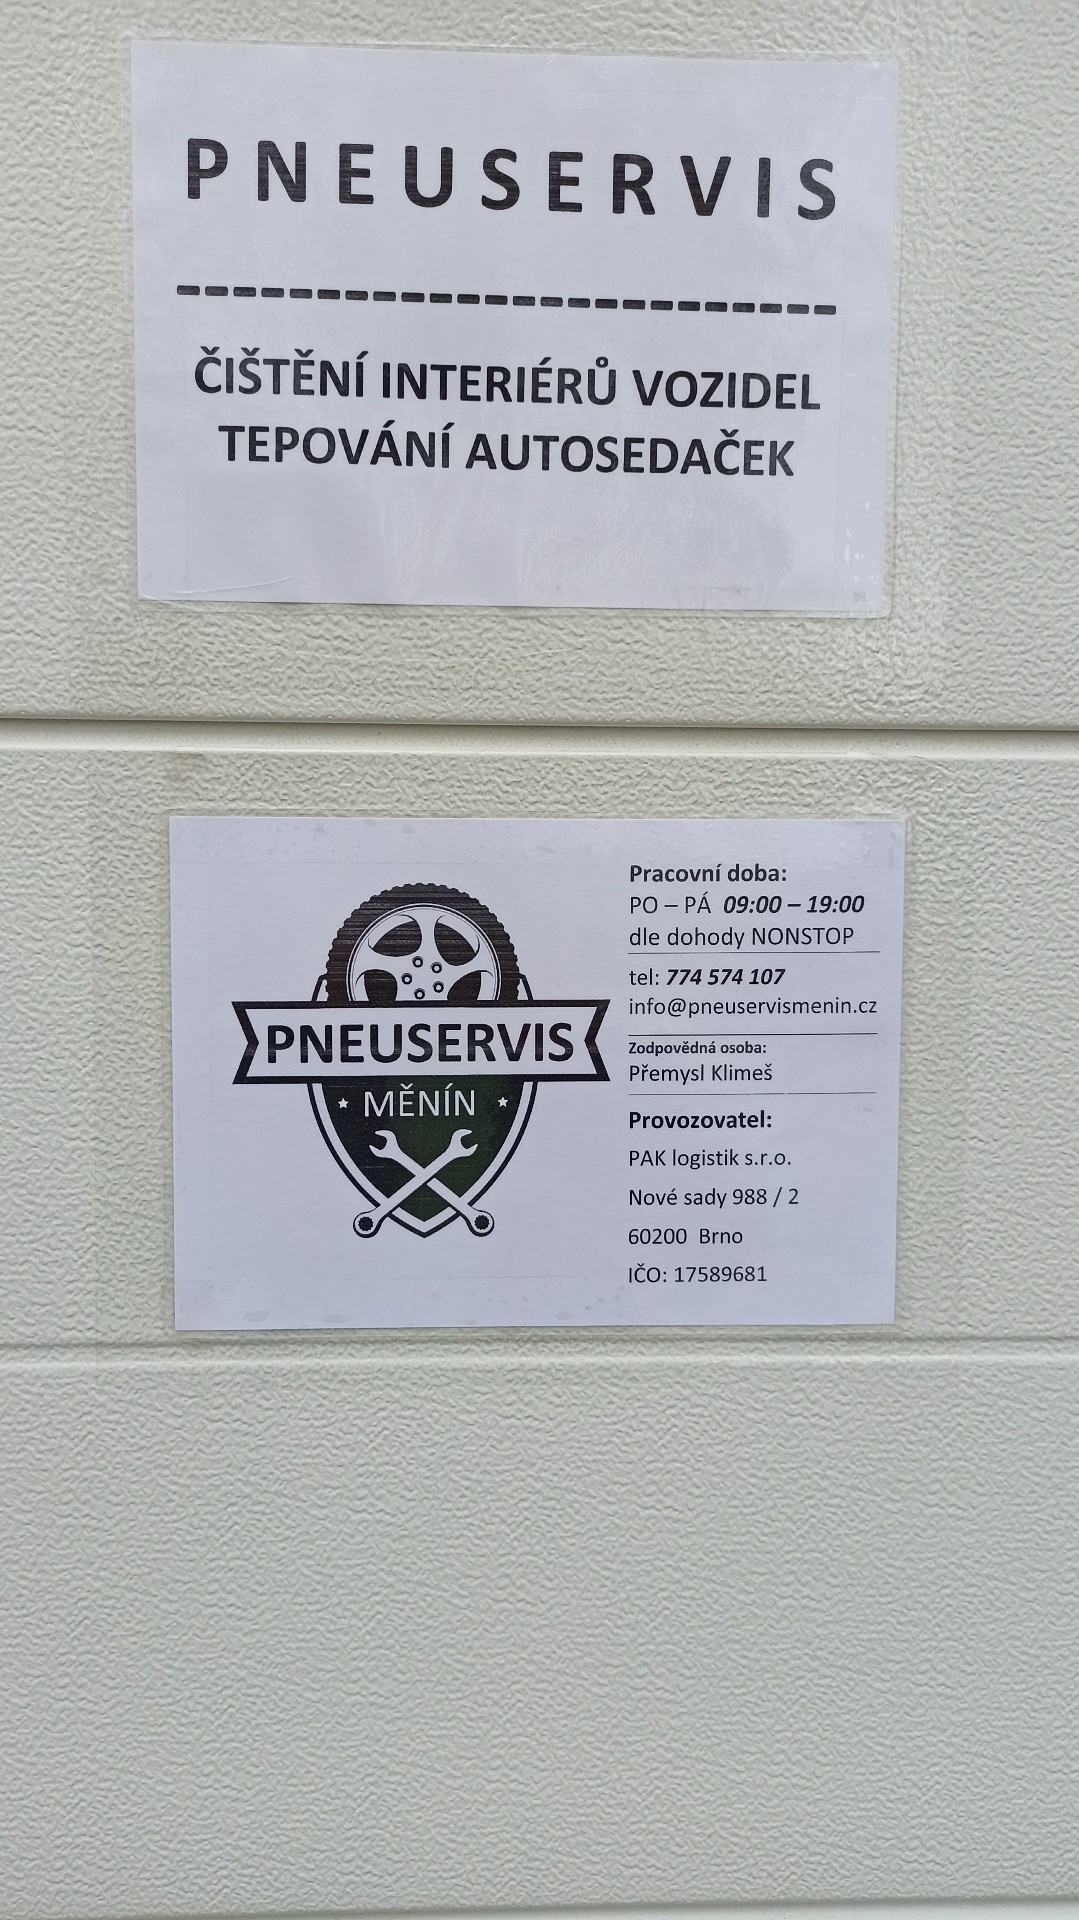 PNEUSERVIS
------------------------
ČIŠTĚNÍ INTERIÉRŮ VOZIDEL
TEPOVÁNÍ AUTOSEDAČEK
PNEUSERVIS
MĚNÍN
Pracovní doba:
PO – PÁ 09:00 – 19:00
dle dohody NONSTOP
tel: 774 574 107
info@pneuservismenin.cz
Zodpovědná osoba:
Přemysl Klimeš
Provozovatel:
PAK logistik s.r.o.
Nové sady 988 / 2
60200 Brno
IČO: 17589681